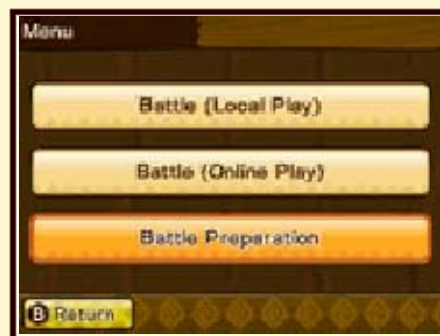 Menu
Battle (Local Play)
Battle (Online Play)
Battle Preparation
B Return